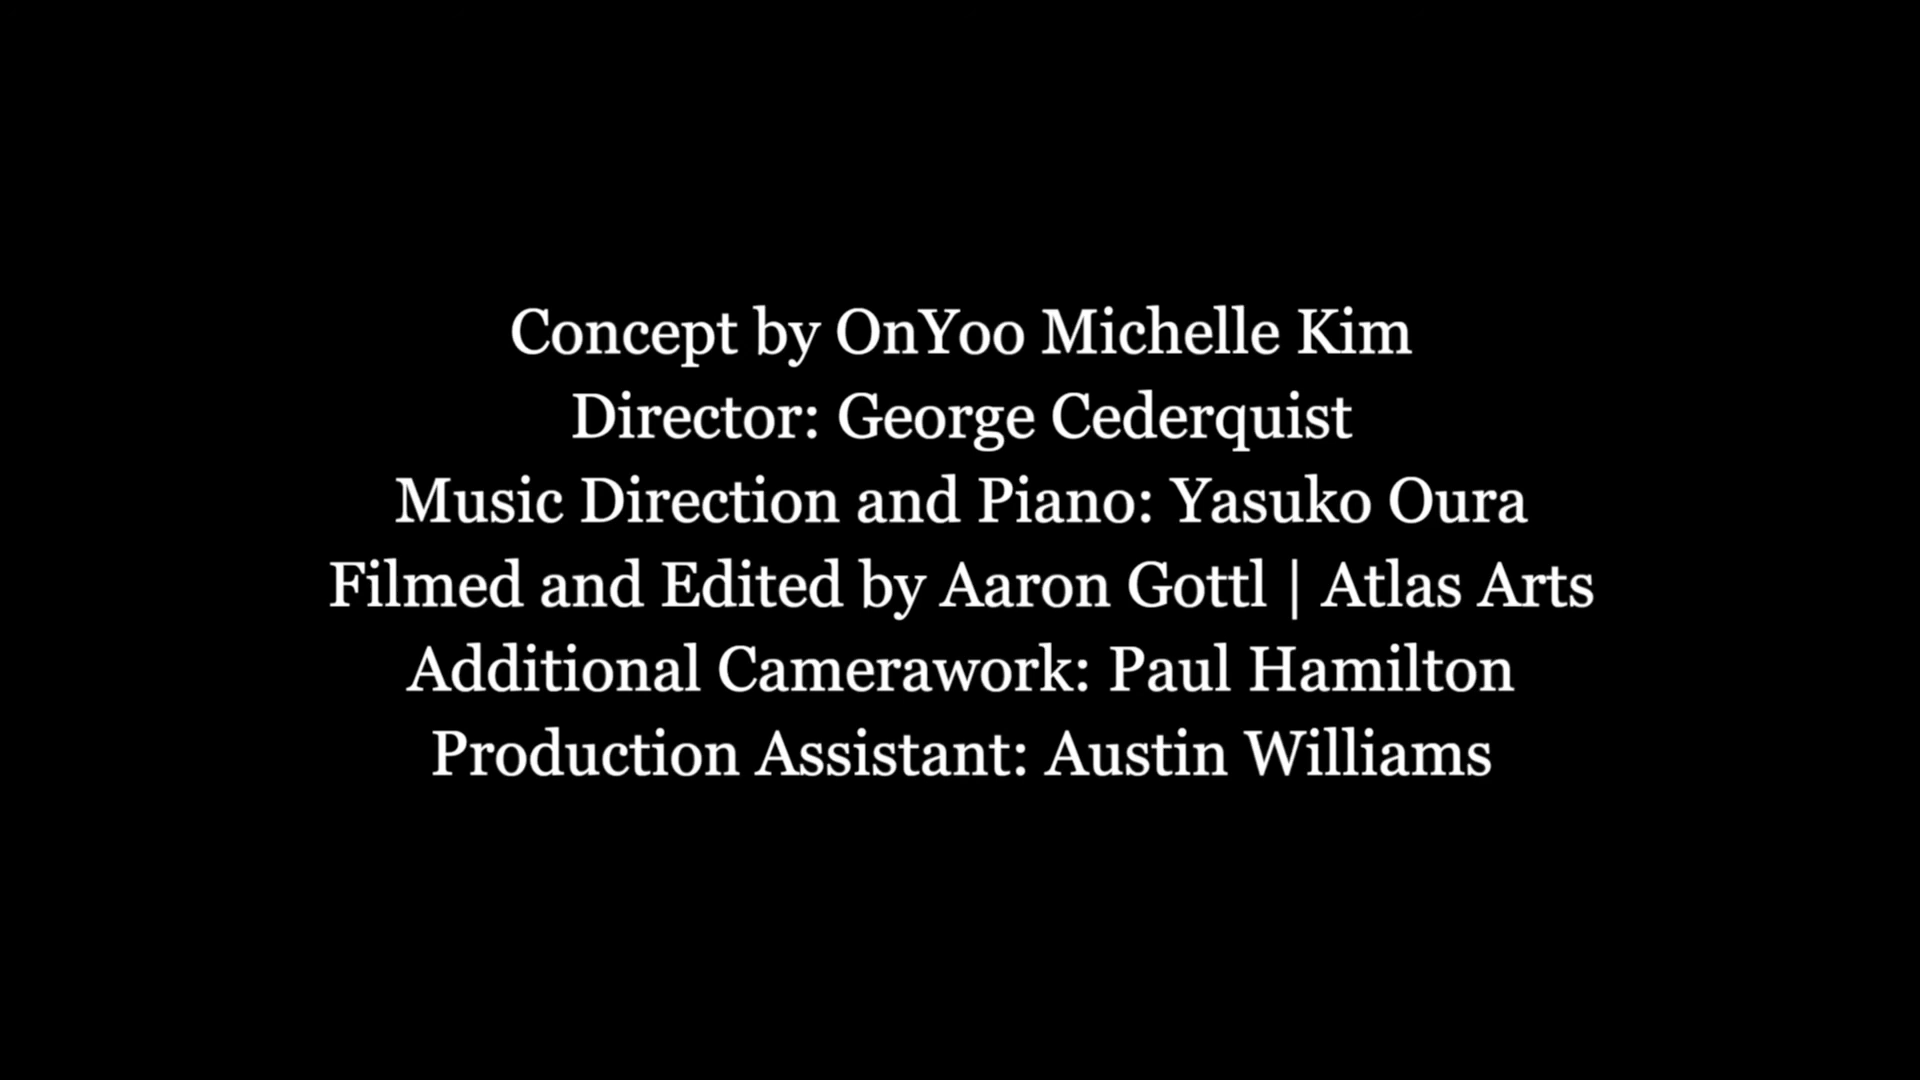 Concept by OnYoo Michelle Kim
Director: George Cederquist
Music Direction and Piano: Yasuko Oura
Filmed and Edited by Aaron Gottl | Atlas Arts
Additional Camerawork: Paul Hamilton
Production Assistant: Austin Williams